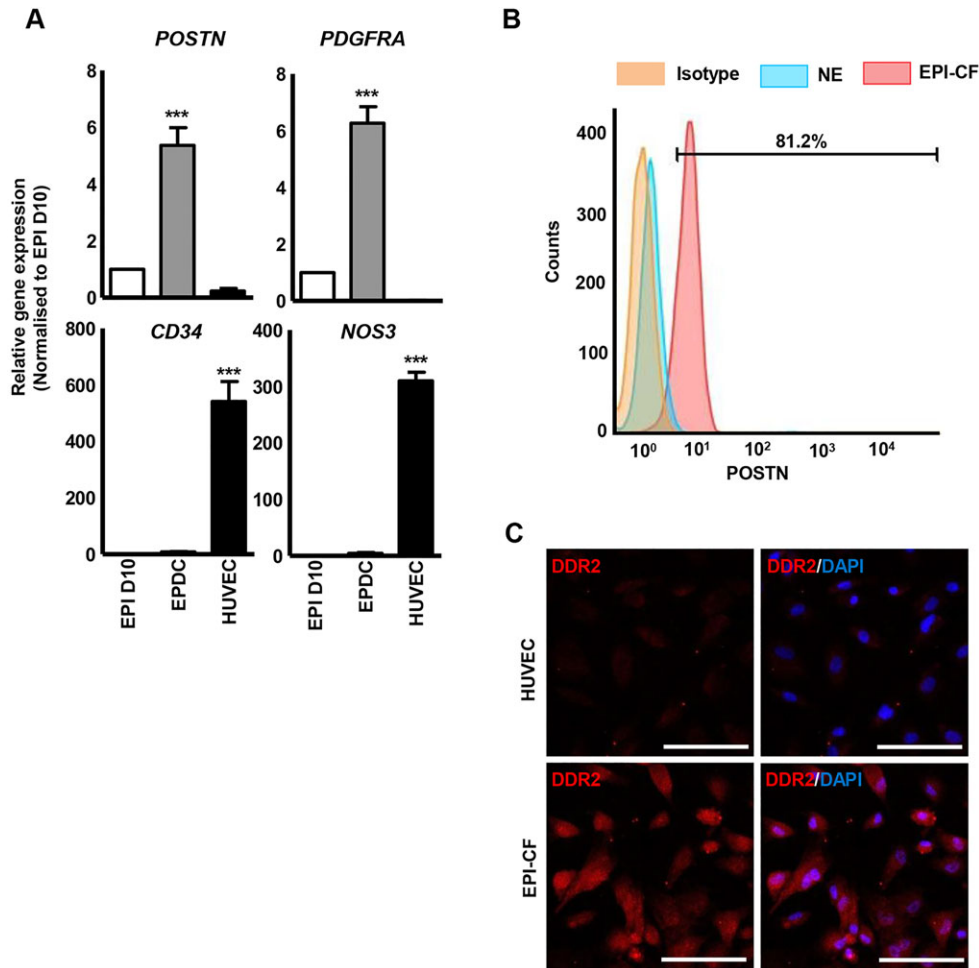 A
POSTN
PDGFRA
Relative gene expression
(Normalised to EPI D10)
8
6
4
2
0
***
8
6
4
2
0
***
CD34
NOS3
800
600
400
200
0
***
400
300
200
100
0
***
EPI D10
EPDC
HUVEC
EPI D10
EPDC
HUVEC
B
Isotype
NE
EPI-CF
81.2%
Counts
400
300
200
100
0
10⁰ 10¹ 10² 10³ 10⁴
POSTN
C
HUVEC
DDR2
DDR2/DAPI
EPI-CF
DDR2
DDR2/DAPI